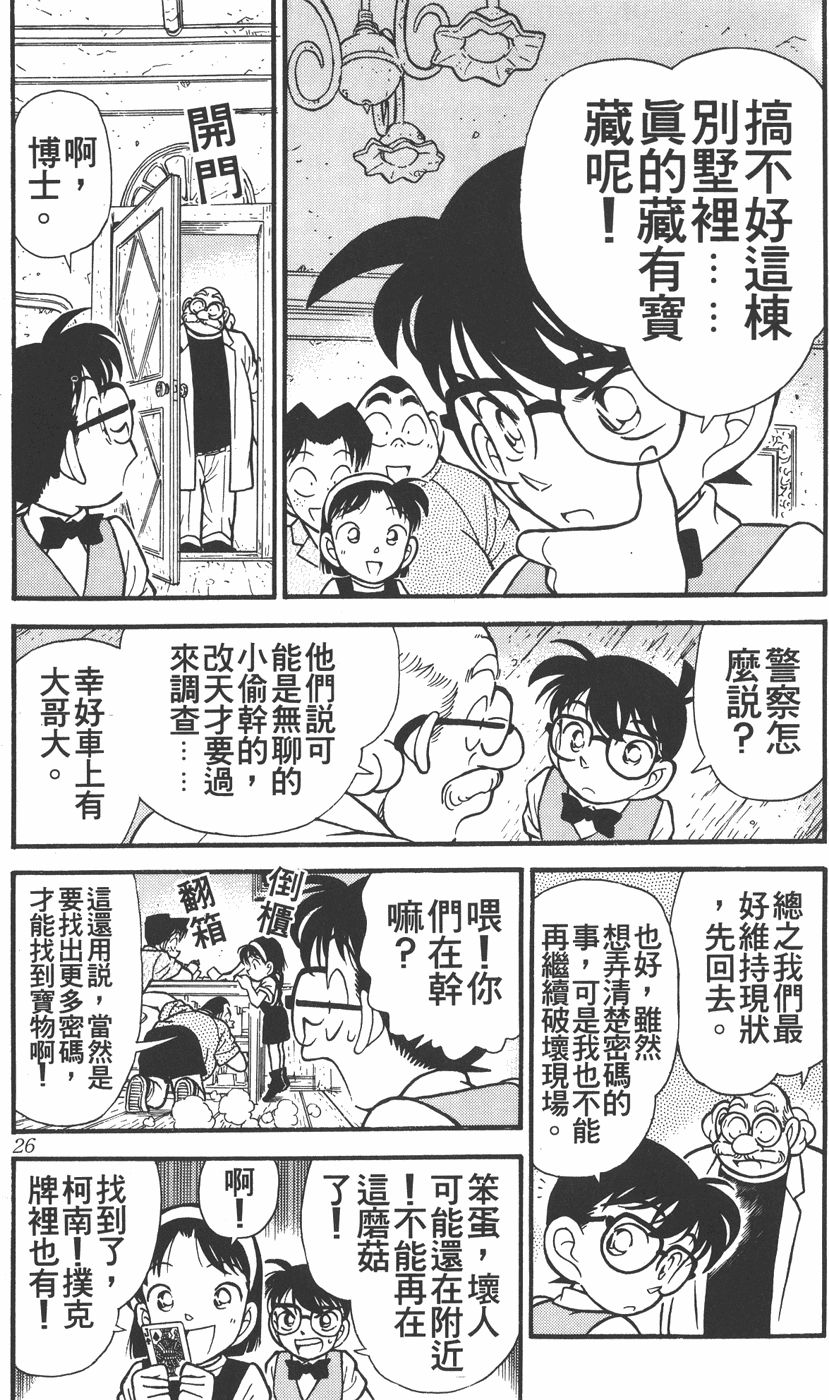 搞不好這棟
別墅裡……
眞的藏有寶
藏呢！
開門
啊，
博士。
警察怎
麼說？
他們說可
能是無聊的
小偷幹的，
改天才要過
來調查……
幸好車上有
大哥大。
總之我們最
好維持現狀
，先回去。
也好，雖然
想弄清楚密碼的
事，可是我也不能
再繼續破壞現場。
喂！你
們在幹
嘛？
倒櫃
翻箱
這還用說，當然是
要找出更多密碼，
才能找到寶物啊！
笨蛋，壞人
可能還在附近
！不能再在
這磨菇
了！
啊！
找到了，
柯南！撲克
牌裡也有！
26